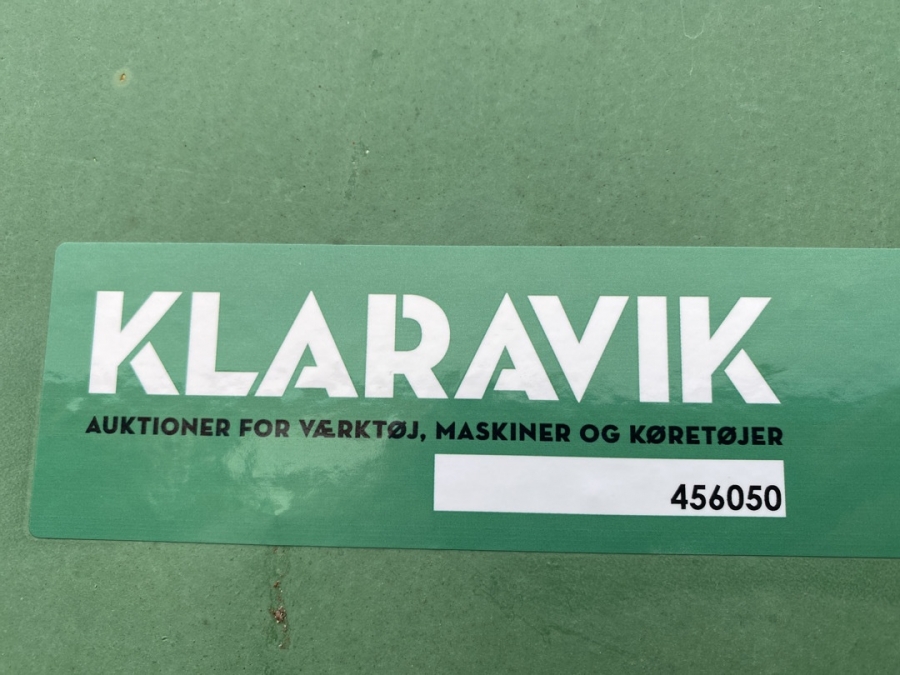 KLARAVIK
AUKTIONER FOR VÆRKTØJ, MASKINER OG KØRETØJER
456050